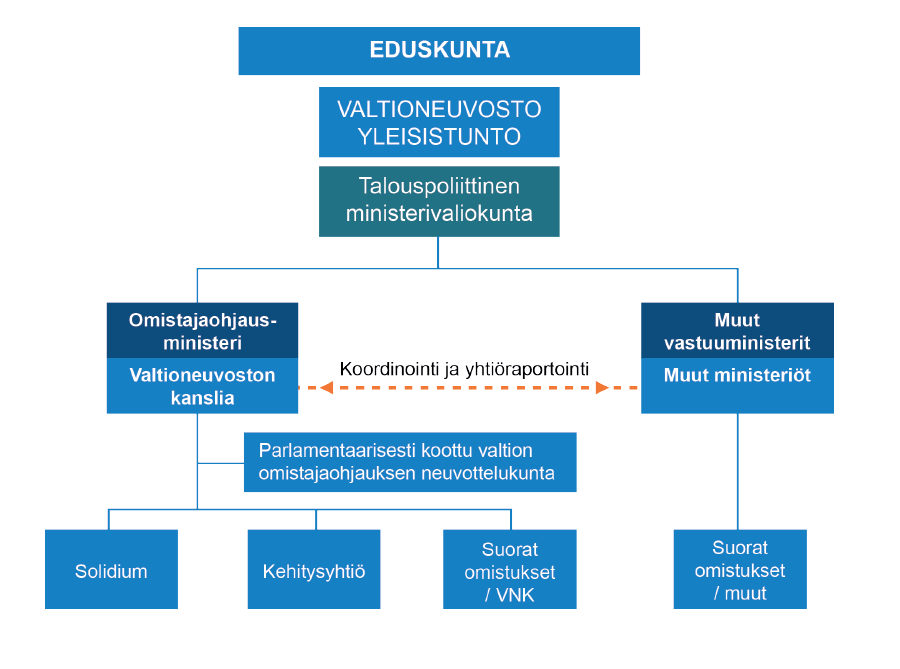 EDUSKUNTA
VALTIONEUVOSTO
YLEISISTUNTO
Talouspoliittinen
ministerivaliokunta
Omistajaohjaus-
ministeri
Valtioneuvoston
kanslia
Koordinointi ja yhtiöraportointi
Muut
vastuuministerit
Muut ministeriöt
Parlamentaarisesti koottu valtion
omistajaohjauksen neuvottelukunta
Solidium
Kehitysyhtiö
Suorat
omistukset
/ VNK
Suorat
omistukset
/ muut